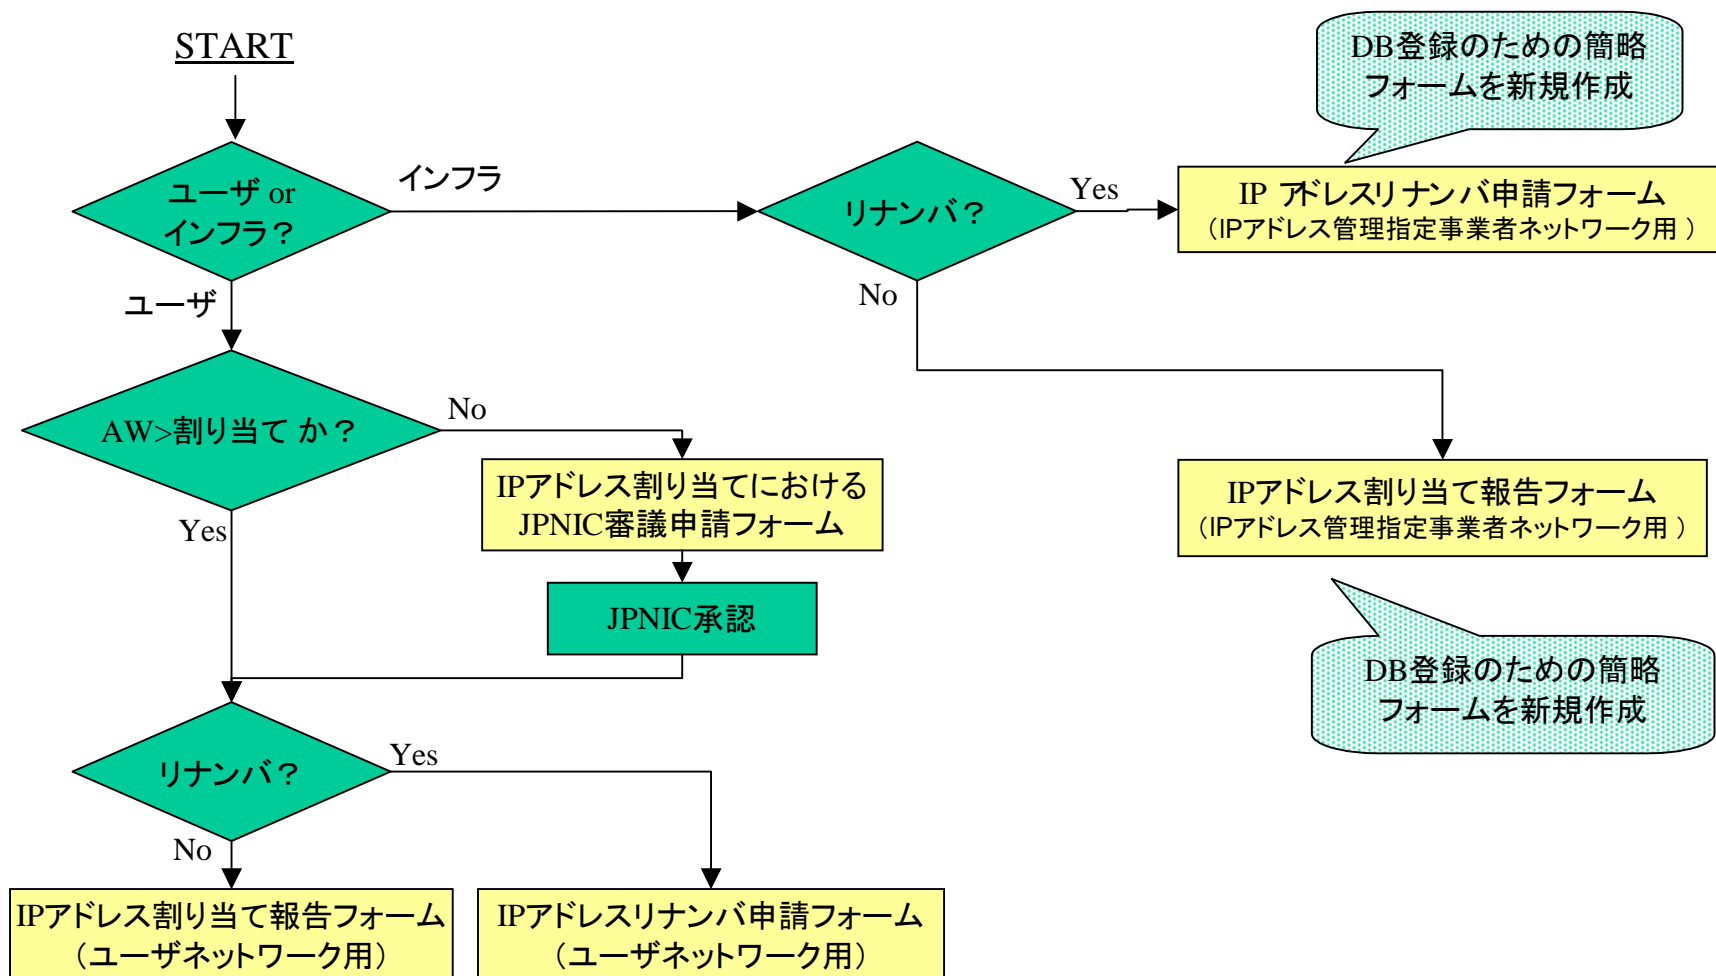 START
DB登録のための簡略
フォームを新規作成
ユーザ or
インフラ？
インフラ
リナンバ？
Yes
IP アドレスリナンバ申請フォーム
（IPアドレス管理指定事業者ネットワーク用 ）
ユーザ
No
AW>割り当て か？
No
Yes
IPアドレス割り当てにおける
JPNIC審議申請フォーム
IPアドレス割り当て報告フォーム
（IPアドレス管理指定事業者ネットワーク用 ）
JPNIC承認
DB登録のための簡略
フォームを新規作成
リナンバ？
Yes
No
IPアドレス割り当て報告フォーム
（ユーザネットワーク用）
IPアドレスリナンバ申請フォーム
（ユーザネットワーク用）